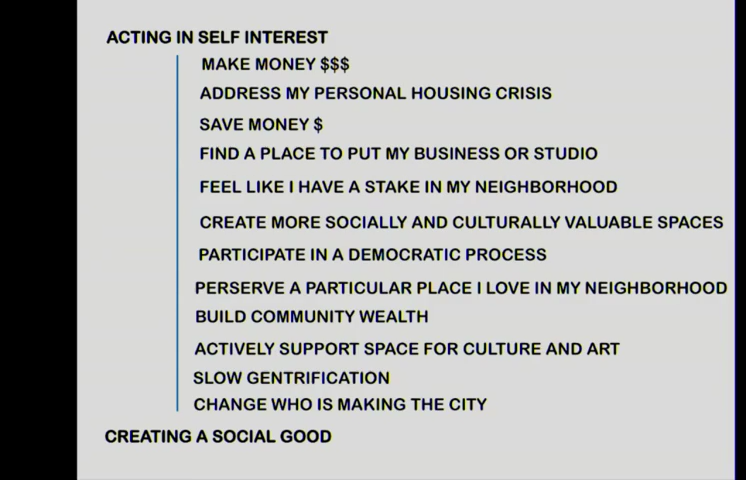 ACTING IN SELF INTEREST
MAKE MONEY $$$
ADDRESS MY PERSONAL HOUSING CRISIS
SAVE MONEY $
FIND A PLACE TO PUT MY BUSINESS OR STUDIO
FEEL LIKE I HAVE A STAKE IN MY NEIGHBORHOOD
CREATE MORE SOCIALLY AND CULTURALLY VALUABLE SPACES
PARTICIPATE IN A DEMOCRATIC PROCESS
PERSERVE A PARTICULAR PLACE I LOVE IN MY NEIGHBORHOOD
BUILD COMMUNITY WEALTH
ACTIVELY SUPPORT SPACE FOR CULTURE AND ART
SLOW GENTRIFICATION
CHANGE WHO IS MAKING THE CITY
CREATING A SOCIAL GOOD